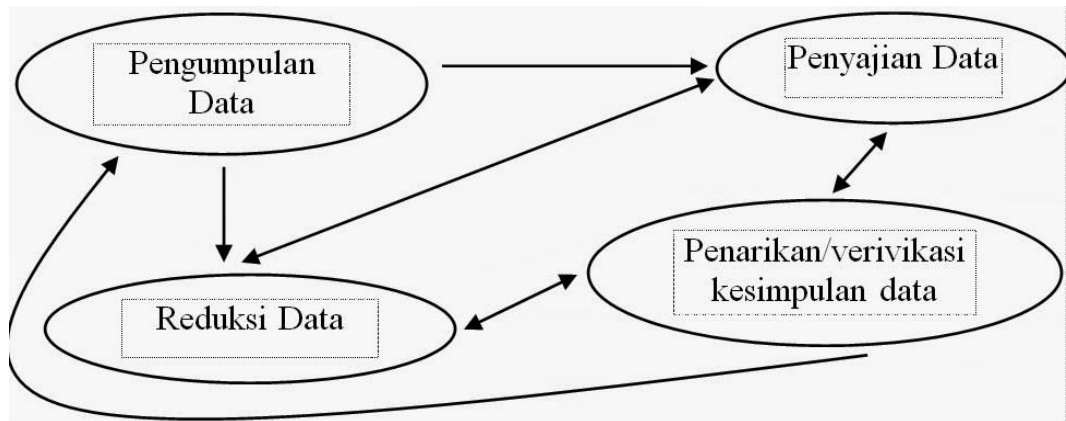 Pengumpulan
Data
Penyajian Data
Reduksi Data
Penarikan/verivikasi
kesimpulan data